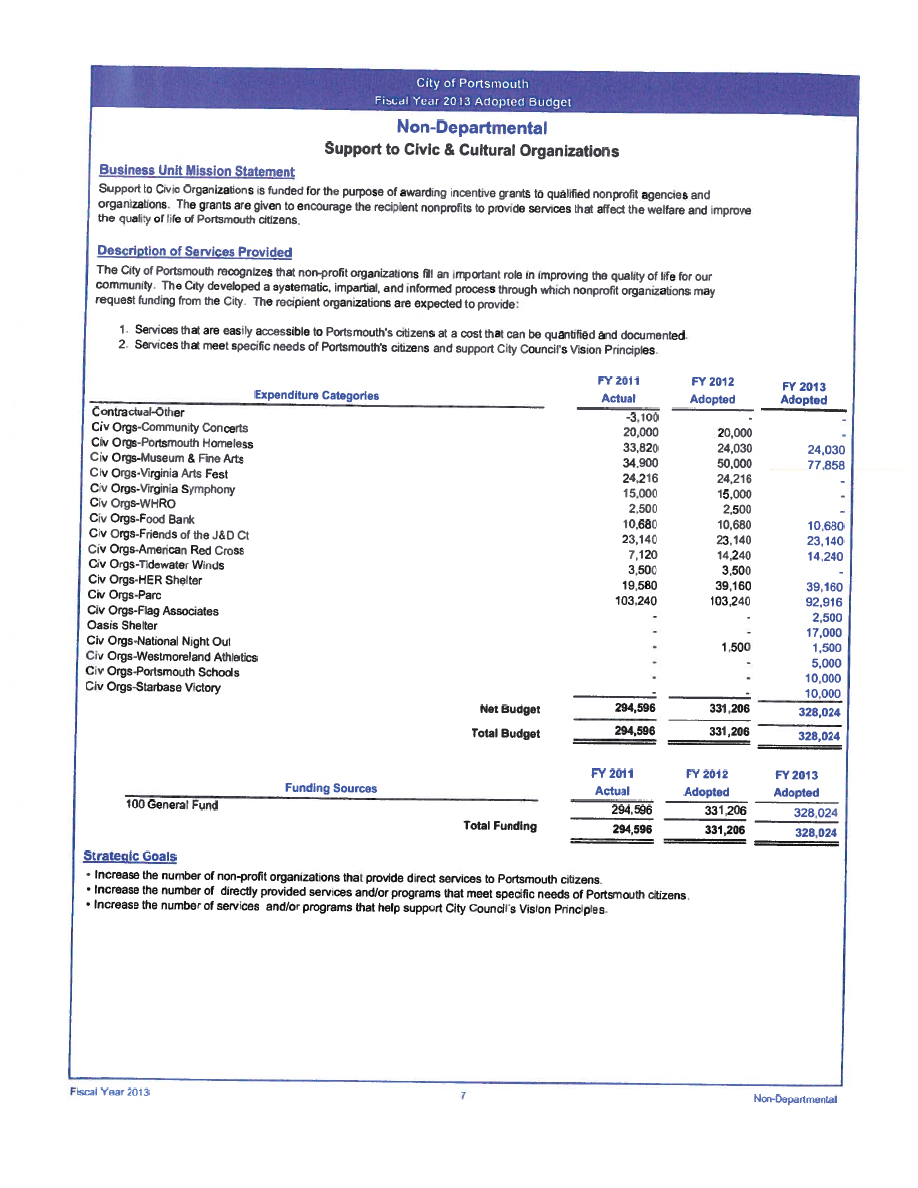 City of Portsmouth
Fiscal Year 2013 Adopted Budget
Non-Departmental
Support to Civic & Cultural Organizations
Business Unit Mission Statement
Support to Civic Organizations is funded for the purpose of awarding incentive grants to qualified nonprofit agencies and
organizations. The grants are given to encourage the recipient nonprofits to provide services that affect the welfare and improve
the quality of life of Portsmouth citizens.
Description of Services Provided
The City of Portsmouth recognizes that non-profit organizations fill an important role in improving the quality of life for our
community. The City developed a systematic, impartial, and informed process through which nonprofit organizations may
request funding from the City. The recipient organizations are expected to provide:
1. Services that are easily accessible to Portsmouth's citizens at a cost that can be quantified and documented.
2. Services that meet specific needs of Portsmouth's citizens and support City Council's Vision Principles.
FY 2011 FY 2012 FY 2013
Expenditure Categories Actual Adopted Adopted
Contractual-Other -3,100 - -
Civ Orgs-Community Concerts 20,000 20,000 -
Civ Orgs-Portsmouth Homeless 33,820 24,030 24,030
Civ Orgs-Museum & Fine Arts 34,900 50,000 77,858
Civ Orgs-Virginia Arts Fest 24,216 24,216 -
Civ Orgs-Virginia Symphony 15,000 15,000 -
Civ Orgs-WHRO 2,500 2,500 -
Civ Orgs-Food Bank 10,680 10,680 10,680
Civ Orgs-Friends of the J&D Ct 23,140 23,140 23,140
Civ Orgs-American Red Cross 7,120 14,240 14,240
Civ Orgs-Tidewater Winds 3,500 3,500 -
Civ Orgs-HER Shelter 19,580 39,160 39,160
Civ Orgs-Parc 103,240 103,240 92,916
Civ Orgs-Flag Associates - - 2,500
Oasis Shelter - - 17,000
Civ Orgs-National Night Out - 1,500 1,500
Civ Orgs-Westmoreland Athletics - - 5,000
Civ Orgs-Portsmouth Schools - - 10,000
Civ Orgs-Starbase Victory - - 10,000
Net Budget 294,596 331,206 328,024
Total Budget 294,596 331,206 328,024
FY 2011 FY 2012 FY 2013
Funding Sources Actual Adopted Adopted
100 General Fund 294,596 331,206 328,024
Total Funding 294,596 331,206 328,024
Strategic Goals
• Increase the number of non-profit organizations that provide direct services to Portsmouth citizens.
• Increase the number of directly provided services and/or programs that meet specific needs of Portsmouth citizens.
• Increase the number of services and/or programs that help support City Council's Vision Principles.
Fiscal Year 2013 7 Non-Departmental